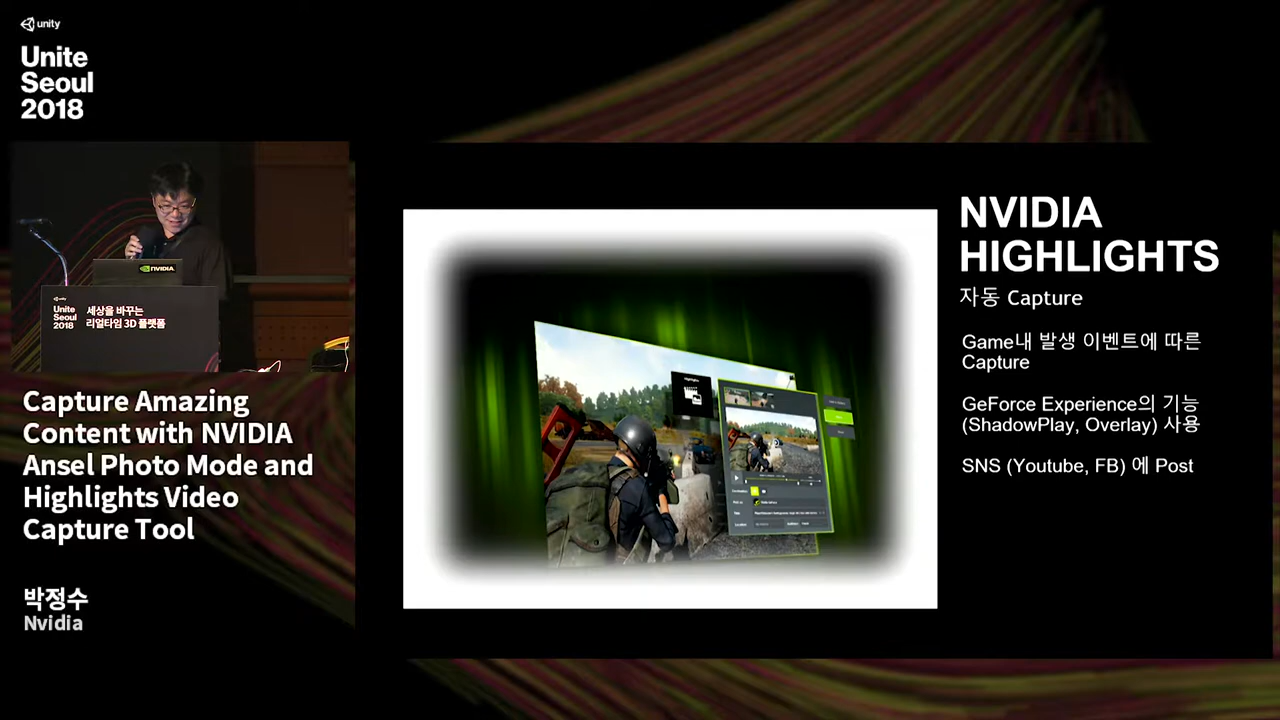 unity
Unite
Seoul
2018
NVIDIA
unity
Unite
Seoul
2018
세상을 바꾸는
리얼타임 3D 플랫폼
Capture Amazing
Content with NVIDIA
Ansel Photo Mode and
Highlights Video
Capture Tool
박정수
Nvidia
NVIDIA
HIGHLIGHTS
자동 Capture
Game내 발생 이벤트에 따른
Capture
GeForce Experience의 기능
(ShadowPlay, Overlay) 사용
SNS (Youtube, FB) 에 Post